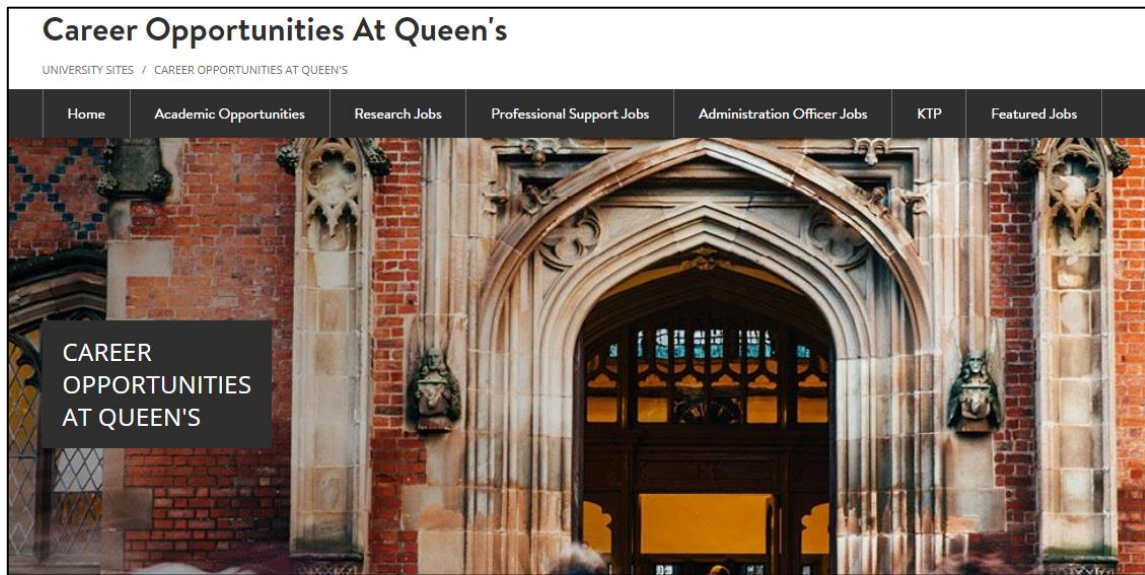 Career Opportunities At Queen's
UNIVERSITY SITES / CAREER OPPORTUNITIES AT QUEEN'S
Home Academic Opportunities Research Jobs Professional Support Jobs Administration Officer Jobs KTP Featured Jobs
CAREER
OPPORTUNITIES
AT QUEEN'S